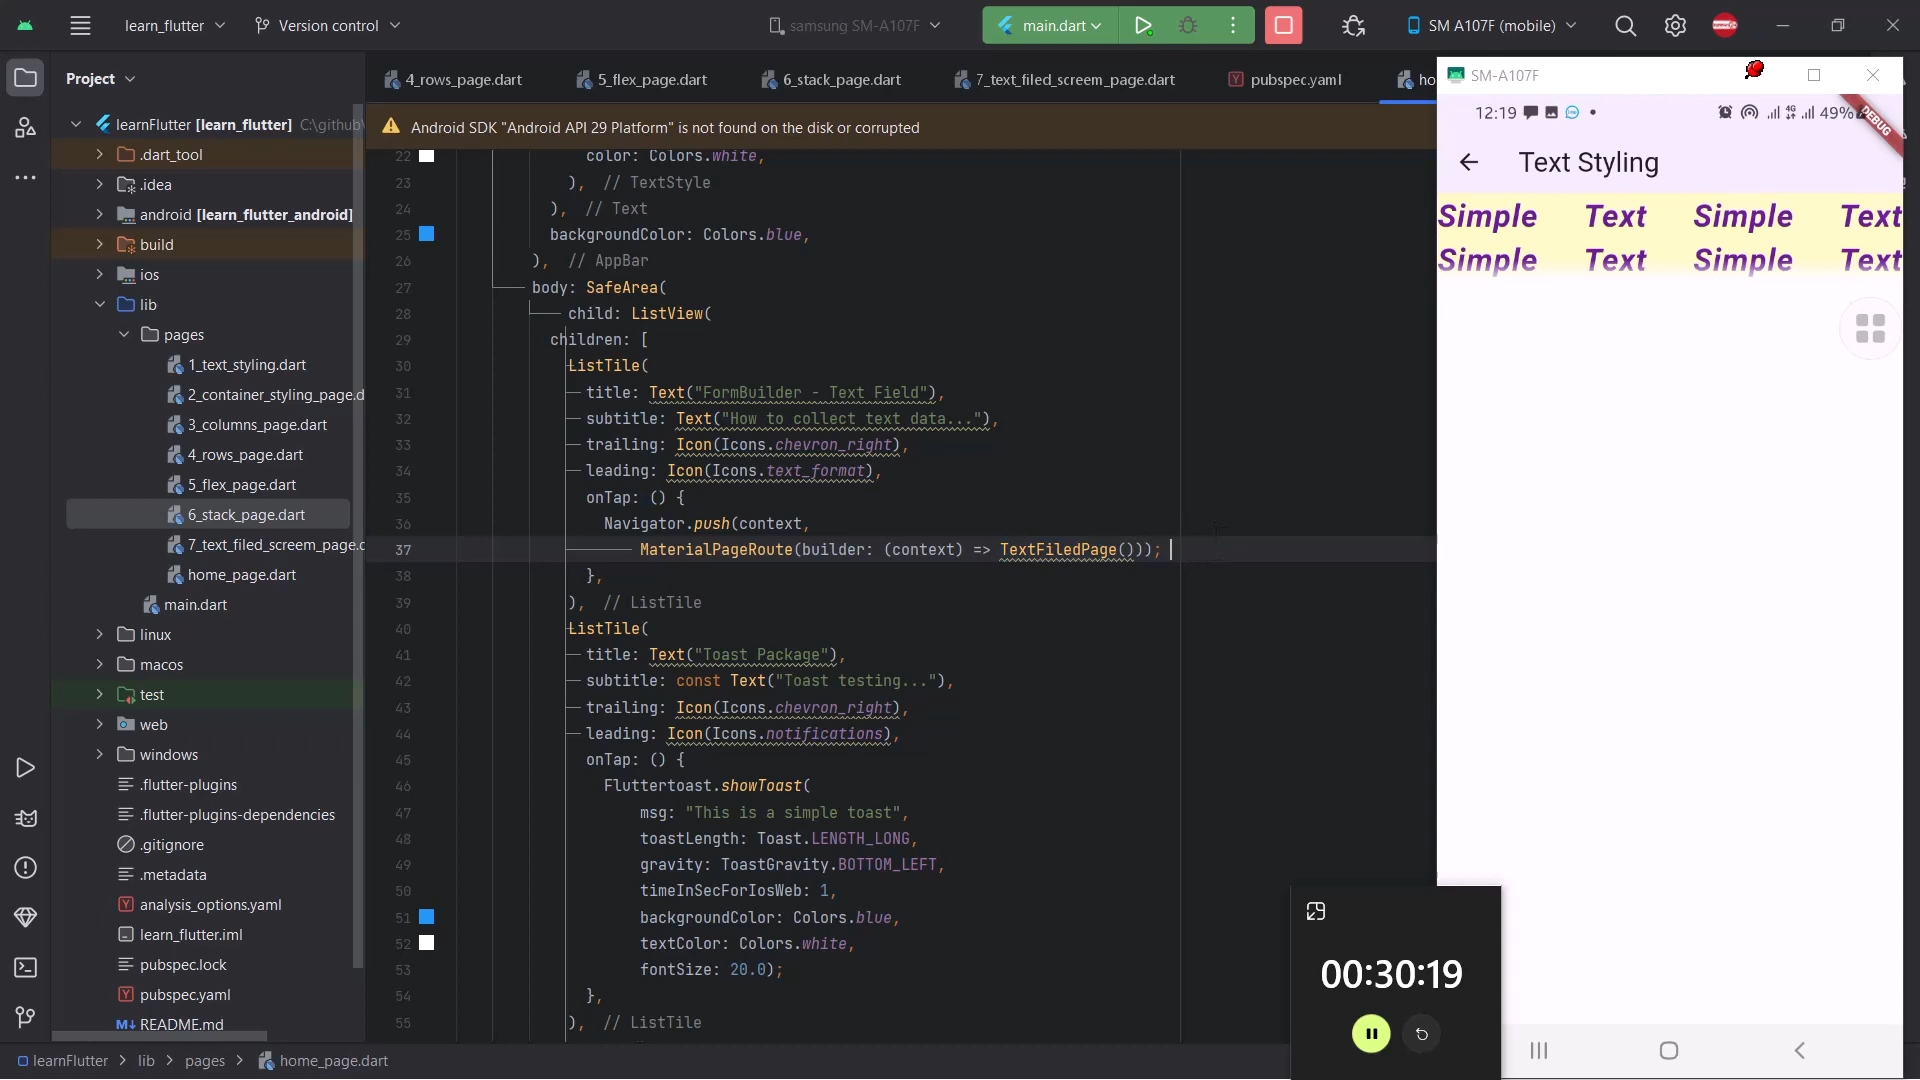 learn_flutter
Version control
samsung SM-A107F
main.dart
SM A107F (mobile)
Project
4_rows_page.dart
5_flex_page.dart
6_stack_page.dart
7_text_filed_screem_page.dart
pubspec.yaml
Android SDK "Android API 29 Platform" is not found on the disk or corrupted
learnFlutter [learn_flutter] C:\github\
.dart_tool
.idea
android [learn_flutter_android]
build
ios
lib
pages
1_text_styling.dart
2_container_styling_page.d
3_columns_page.dart
4_rows_page.dart
5_flex_page.dart
6_stack_page.dart
7_text_filed_screem_page.c
home_page.dart
main.dart
linux
macos
test
web
windows
.flutter-plugins
.flutter-plugins-dependencies
.gitignore
.metadata
analysis_options.yaml
learn_flutter.iml
pubspec.lock
pubspec.yaml
README.md
22 color: Colors.white,
23 ), // TextStyle
24 ), // Text
25 backgroundColor: Colors.blue,
26 ), // AppBar
27 body: SafeArea(
28 child: ListView(
29 children: [
30 ListTile(
31 title: Text("FormBuilder - Text Field"),
32 subtitle: Text("How to collect text data..."),
33 trailing: Icon(Icons.chevron_right),
34 leading: Icon(Icons.text_format),
35 onTap: () {
36 Navigator.push(context,
37 MaterialPageRoute(builder: (context) => TextFiledPage()));
38 },
39 ), // ListTile
40 ListTile(
41 title: Text("Toast Package"),
42 subtitle: const Text("Toast testing..."),
43 trailing: Icon(Icons.chevron_right),
44 leading: Icon(Icons.notifications),
45 onTap: () {
46 Fluttertoast.showToast(
47 msg: "This is a simple toast",
48 toastLength: Toast.LENGTH_LONG,
49 gravity: ToastGravity.BOTTOM_LEFT,
50 timeInSecForIosWeb: 1,
51 backgroundColor: Colors.blue,
52 textColor: Colors.white,
53 fontSize: 20.0);
54 },
55 ), // ListTile
SM-A107F
12:19 49%
DEBUG
Text Styling
Simple Text Simple Text
Simple Text Simple Text
00:30:19
learnFlutter > lib > pages > home_page.dart